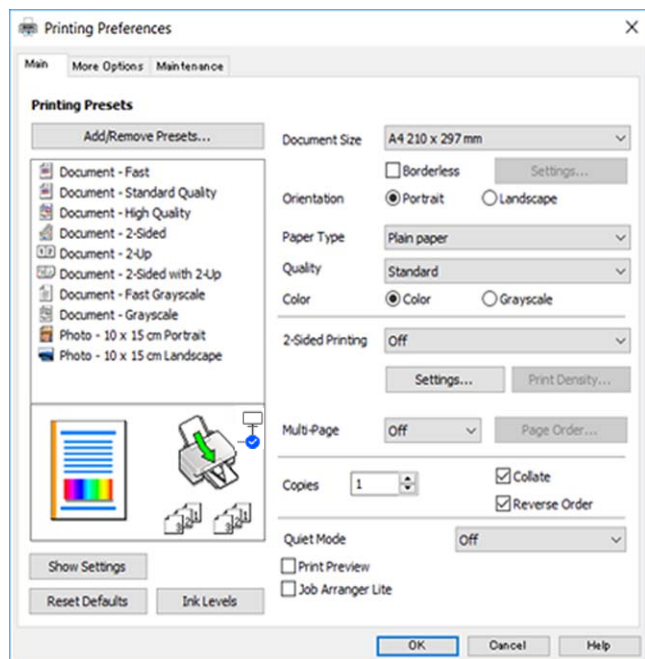 Printing Preferences
Main
More Options
Maintenance
Printing Presets
Add/Remove Presets...
Document - Fast
Document - Standard Quality
Document - High Quality
Document - 2-Sided
Document - 2-Up
Document - 2-Sided with 2-Up
Document - Fast Grayscale
Document - Grayscale
Photo - 10 x 15 cm Portrait
Photo - 10 x 15 cm Landscape
Show Settings
Reset Defaults
Ink Levels
Document Size
A4 210 x 297 mm
Borderless
Settings...
Orientation
Portrait
Landscape
Paper Type
Plain paper
Quality
Standard
Color
Color
Grayscale
2-Sided Printing
Off
Settings...
Print Density...
Multi-Page
Off
Page Order...
Copies
1
Collate
Reverse Order
Quiet Mode
Off
Print Preview
Job Arranger Lite
OK
Cancel
Help